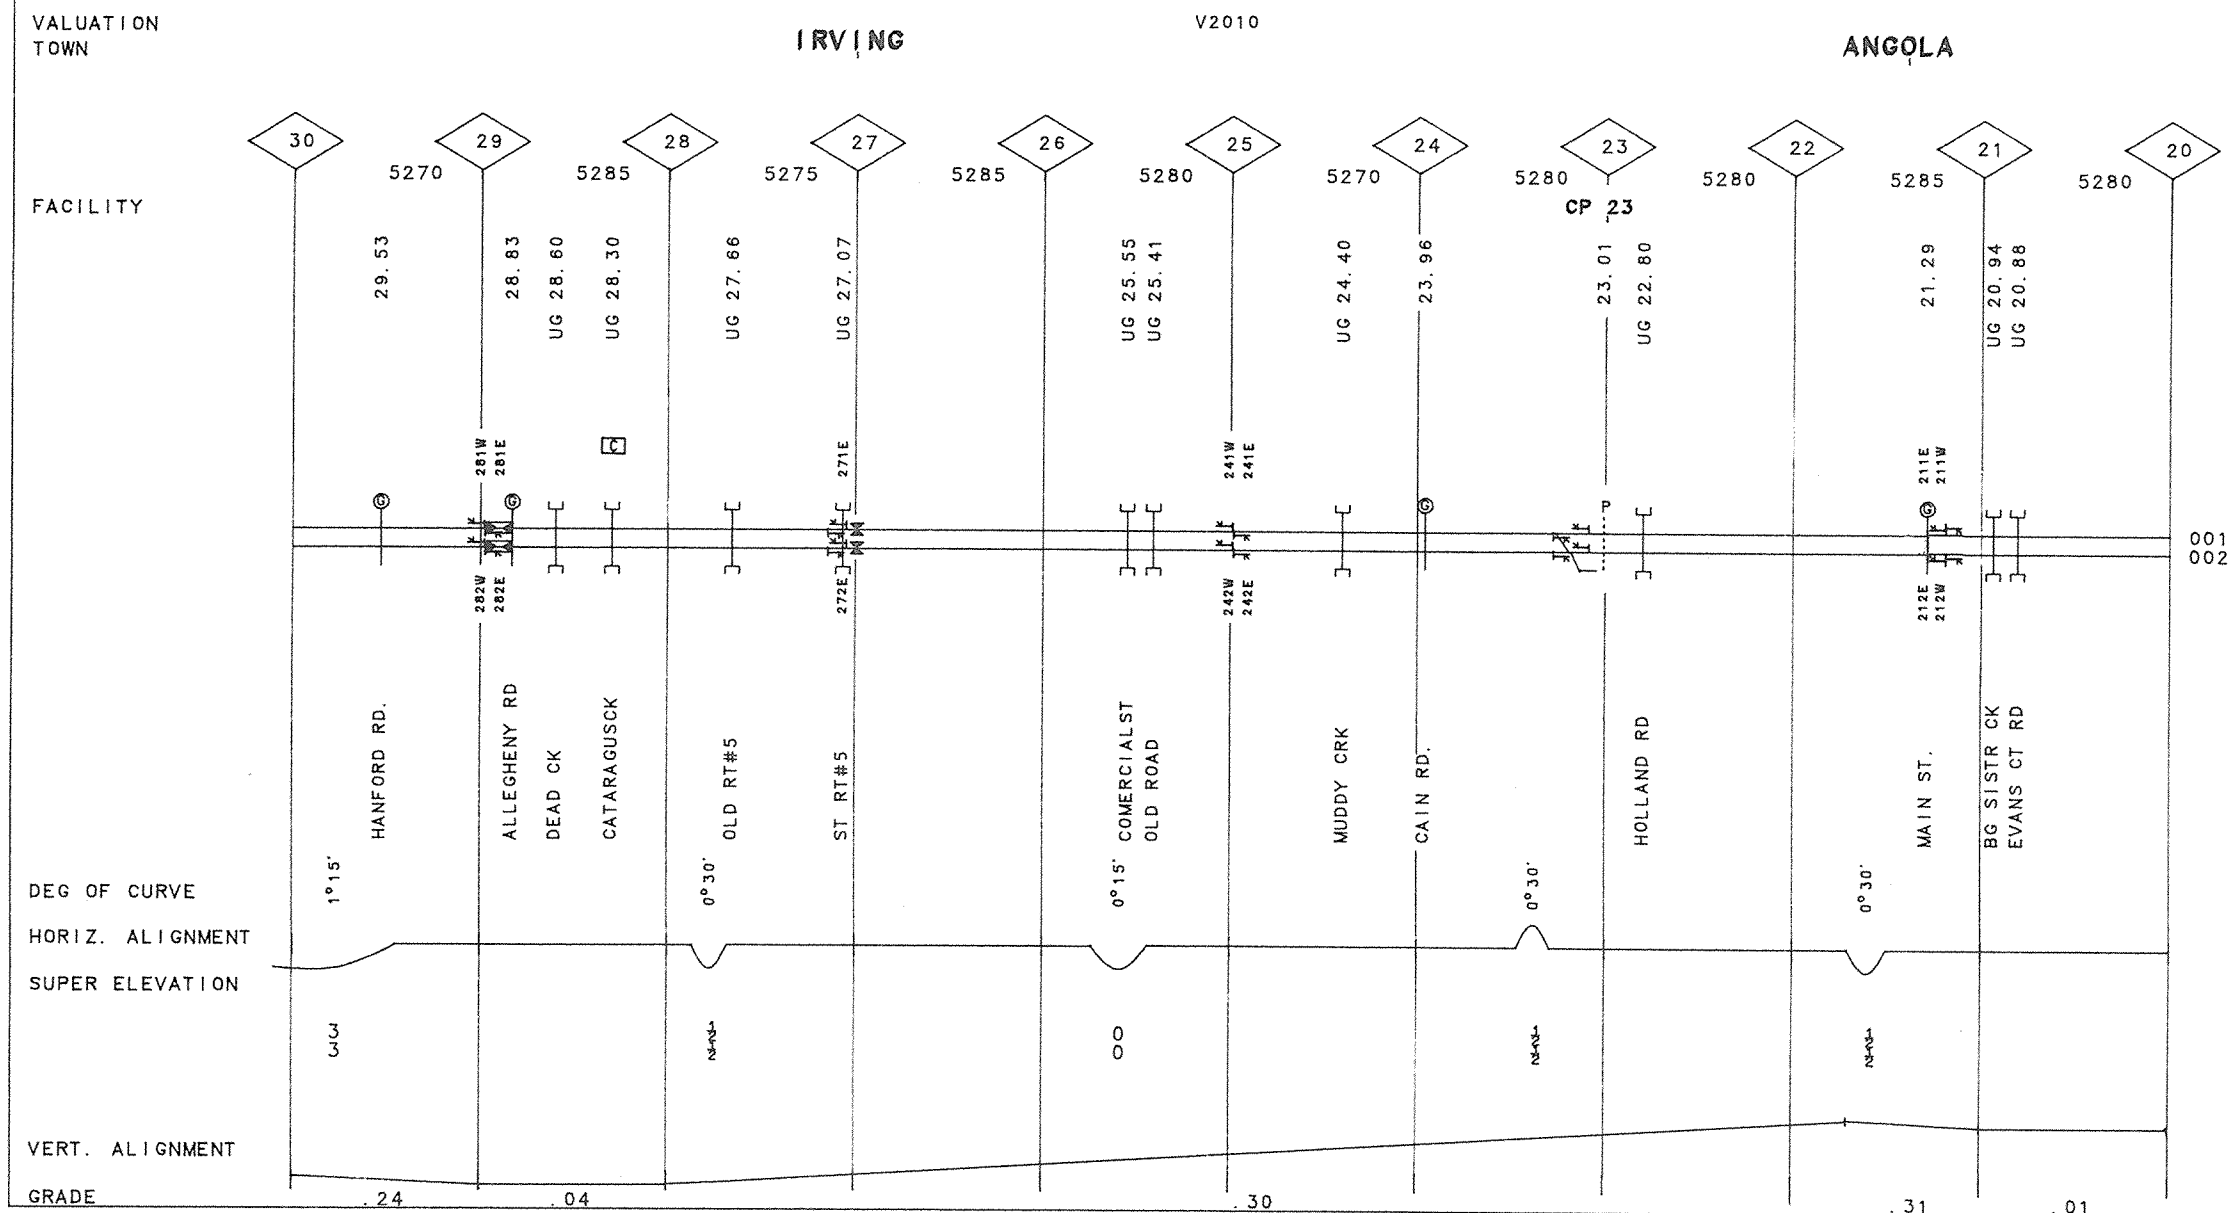 VALUATION
TOWN
V2010
IRVING
ANGOLA
30
29
28
27
26
25
24
23
22
21
20
5270
5285
5275
5285
5280
5270
5280
5280
5285
5280
FACILITY
CP 23
29.53
28.83
UG 28.60
UG 28.30
UG 27.66
UG 27.07
UG 25.55
UG 25.41
UG 24.40
23.96
23.01
UG 22.80
21.29
UG 20.94
UG 20.88
281W
281E
C
271E
241W
241E
211E
211W
G
G
G
P
G
001
002
282W
282E
272E
242W
242E
212E
212W
HANFORD RD.
ALLEGHENY RD
DEAD CK
CATARAGUSCK
OLD RT#5
ST RT#5
COMERCIALST
OLD ROAD
MUDDY CRK
CAIN RD.
HOLLAND RD
MAIN ST.
BG SISTR CK
EVANS CT RD
DEG OF CURVE
1°15'
0°30'
0°15'
0°30'
0°30'
HORIZ. ALIGNMENT
SUPER ELEVATION
3
3
0
0
VERT. ALIGNMENT
GRADE
.24
.04
.30
.31
.01